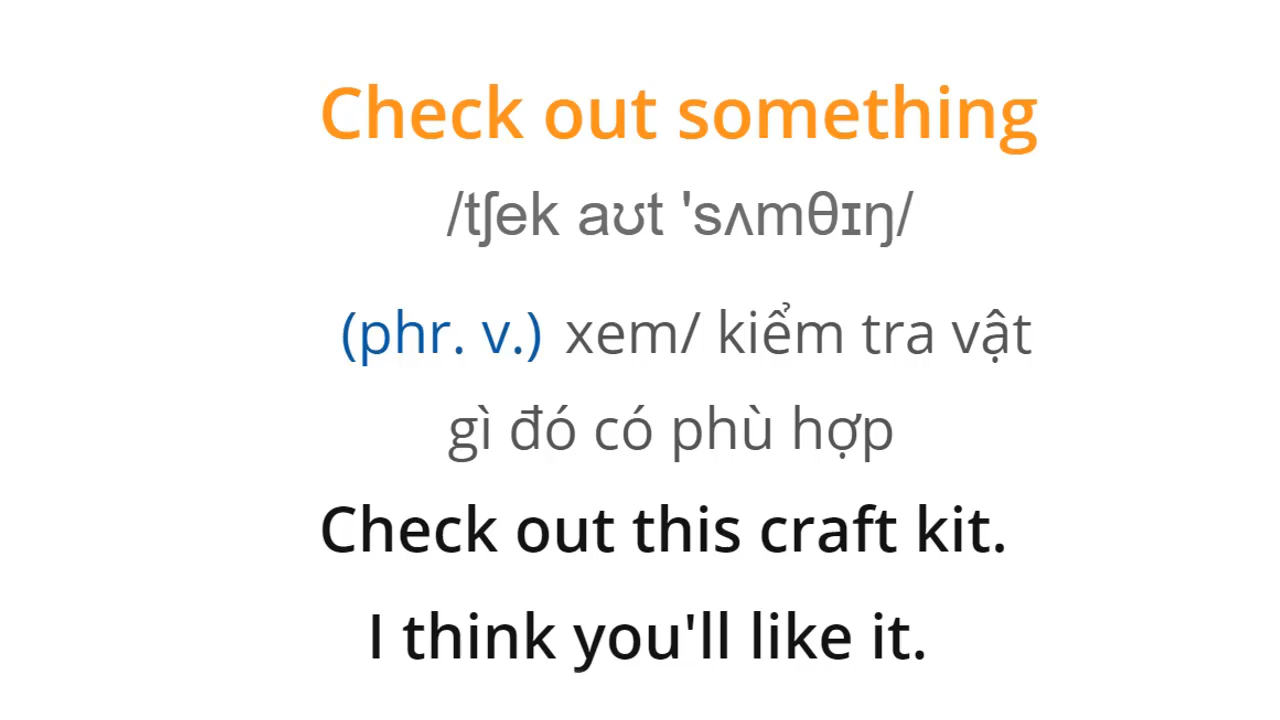 Check out something
/tʃek aʊt 'sʌmθɪŋ/
(phr. v.) xem/ kiểm tra vật
gì đó có phù hợp
Check out this craft kit.
I think you'll like it.